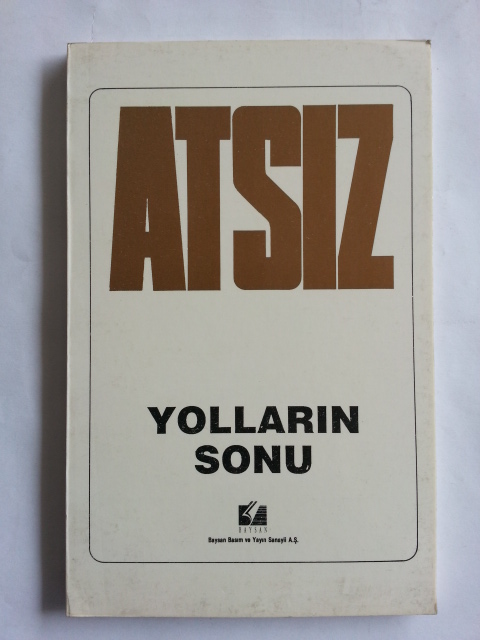 ATSIZ
YOLLARIN
SONU
BAYSAN
Baysan Basım ve Yayın Sanayii A.Ş.